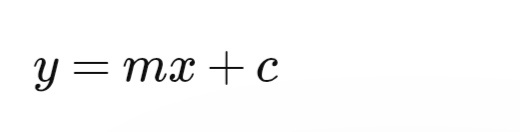 y = mx + c